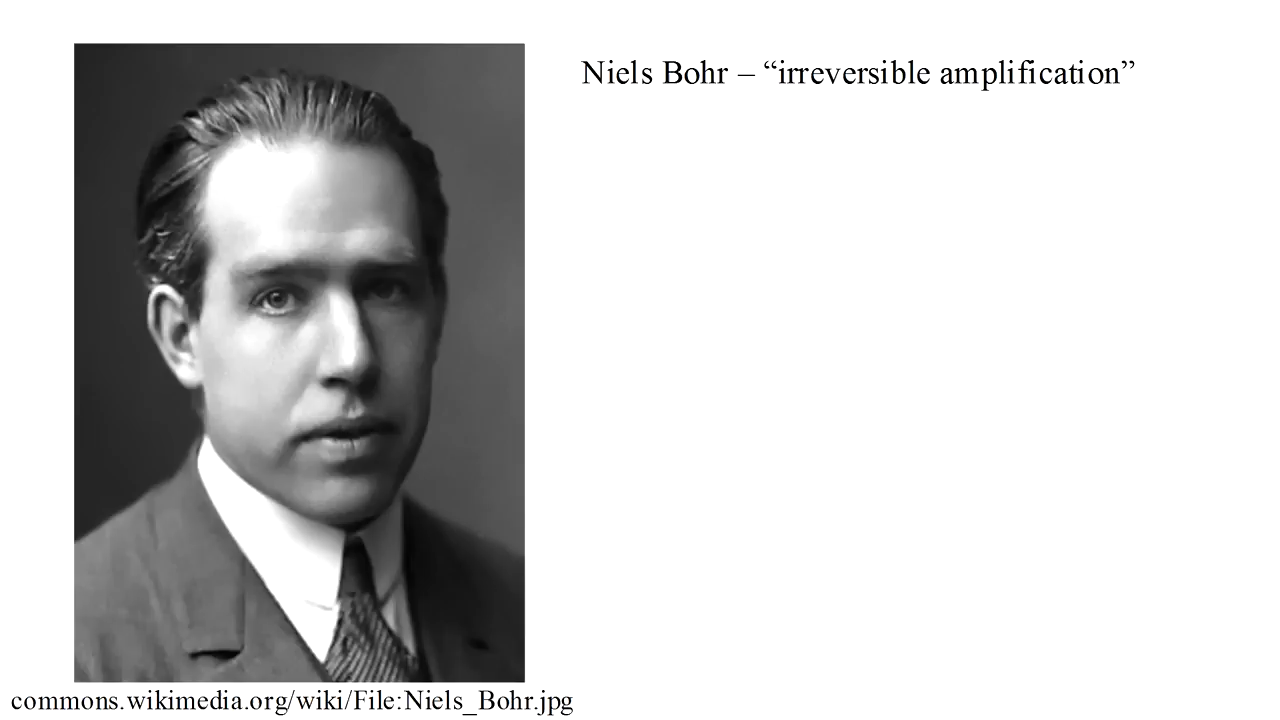 Niels Bohr – “irreversible amplification”
commons.wikimedia.org/wiki/File:Niels_Bohr.jpg